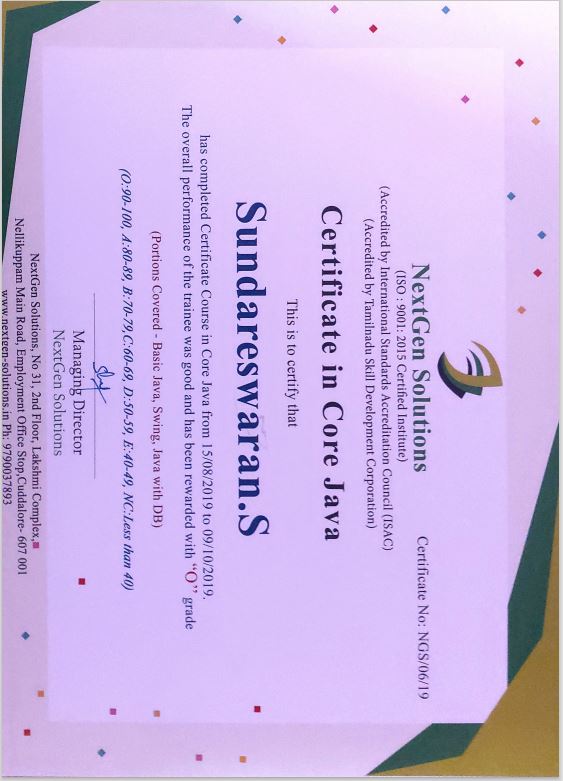 NextGen Solutions
Certificate No: NGS/06/19
(ISO : 9001: 2015 Certified Institute)
(Accredited by International Standards Accreditation Council (ISAC)
(Accredited by Tamilnadu Skill Development Corporation)
Certificate in Core Java
This is to certify that
Sundareswaran.S
has completed Certificate Course in Core Java from 15/08/2019 to 09/10/2019.
The overall performance of the trainee was good and has been rewarded with “O” grade
(Portions Covered - Basic Java, Swing, Java with DB)
(O:90-100, A:80-89, B:70-79,C:60-69, D:50-59, E:40-49, NC:Less than 40)
Managing Director
NextGen Solutions
NextGen Solutions, No 31, 2nd Floor, Lakshmi Complex,
Nellikuppam Main Road, Employment Office Stop,Cuddalore- 607 001
www.nextgen-solutions.in Ph: 9790037893